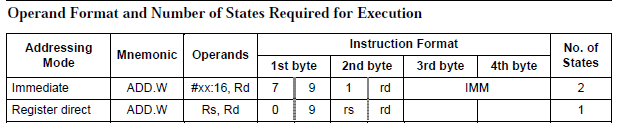 Operand Format and Number of States Required for Execution
Addressing Mode Mnemonic Operands Instruction Format No. of States
1st byte 2nd byte 3rd byte 4th byte
Immediate ADD.W #xx:16, Rd 7 9 1 rd IMM 2
Register direct ADD.W Rs, Rd 0 9 rs rd 1